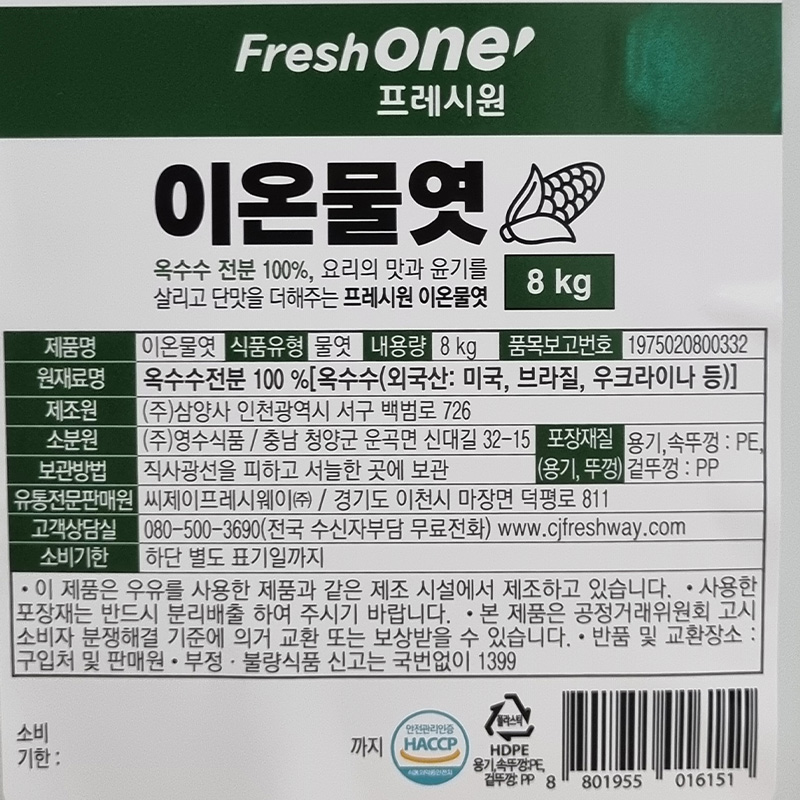 Freshone'
프레시원
이온물엿
옥수수 전분 100%, 요리의 맛과 윤기를
살리고 단맛을 더해주는 프레시원 이온물엿
8 kg
제품명 이온물엿 식품유형 물엿 내용량 8 kg 품목보고번호 1975020800332
원재료명 옥수수전분 100 %[옥수수(외국산: 미국, 브라질, 우크라이나 등)]
제조원 (주)삼양사 인천광역시 서구 백범로 726
소분원 (주)영수식품 / 충남 청양군 운곡면 신대길 32-15 포장재질 용기,속뚜껑 : PE,
보관방법 직사광선을 피하고 서늘한 곳에 보관 (용기, 뚜껑) 겉뚜껑 : PP
유통전문판매원 씨제이프레시웨이㈜ / 경기도 이천시 마장면 덕평로 811
고객상담실 080-500-3690(전국 수신자부담 무료전화) www.cjfreshway.com
소비기한 하단 별도 표기일까지
• 이 제품은 우유를 사용한 제품과 같은 제조 시설에서 제조하고 있습니다. • 사용한
포장재는 반드시 분리배출 하여 주시기 바랍니다. • 본 제품은 공정거래위원회 고시
소비자 분쟁해결 기준에 의거 교환 또는 보상받을 수 있습니다. • 반품 및 교환장소 :
구입처 및 판매원 • 부정 · 불량식품 신고는 국번없이 1399
소비
기한 :
까지
안전관리인증
HACCP
식품의약품안전처
플라스틱
HDPE
용기,속뚜껑:PE,
겉뚜껑: PP
8 801955 016151